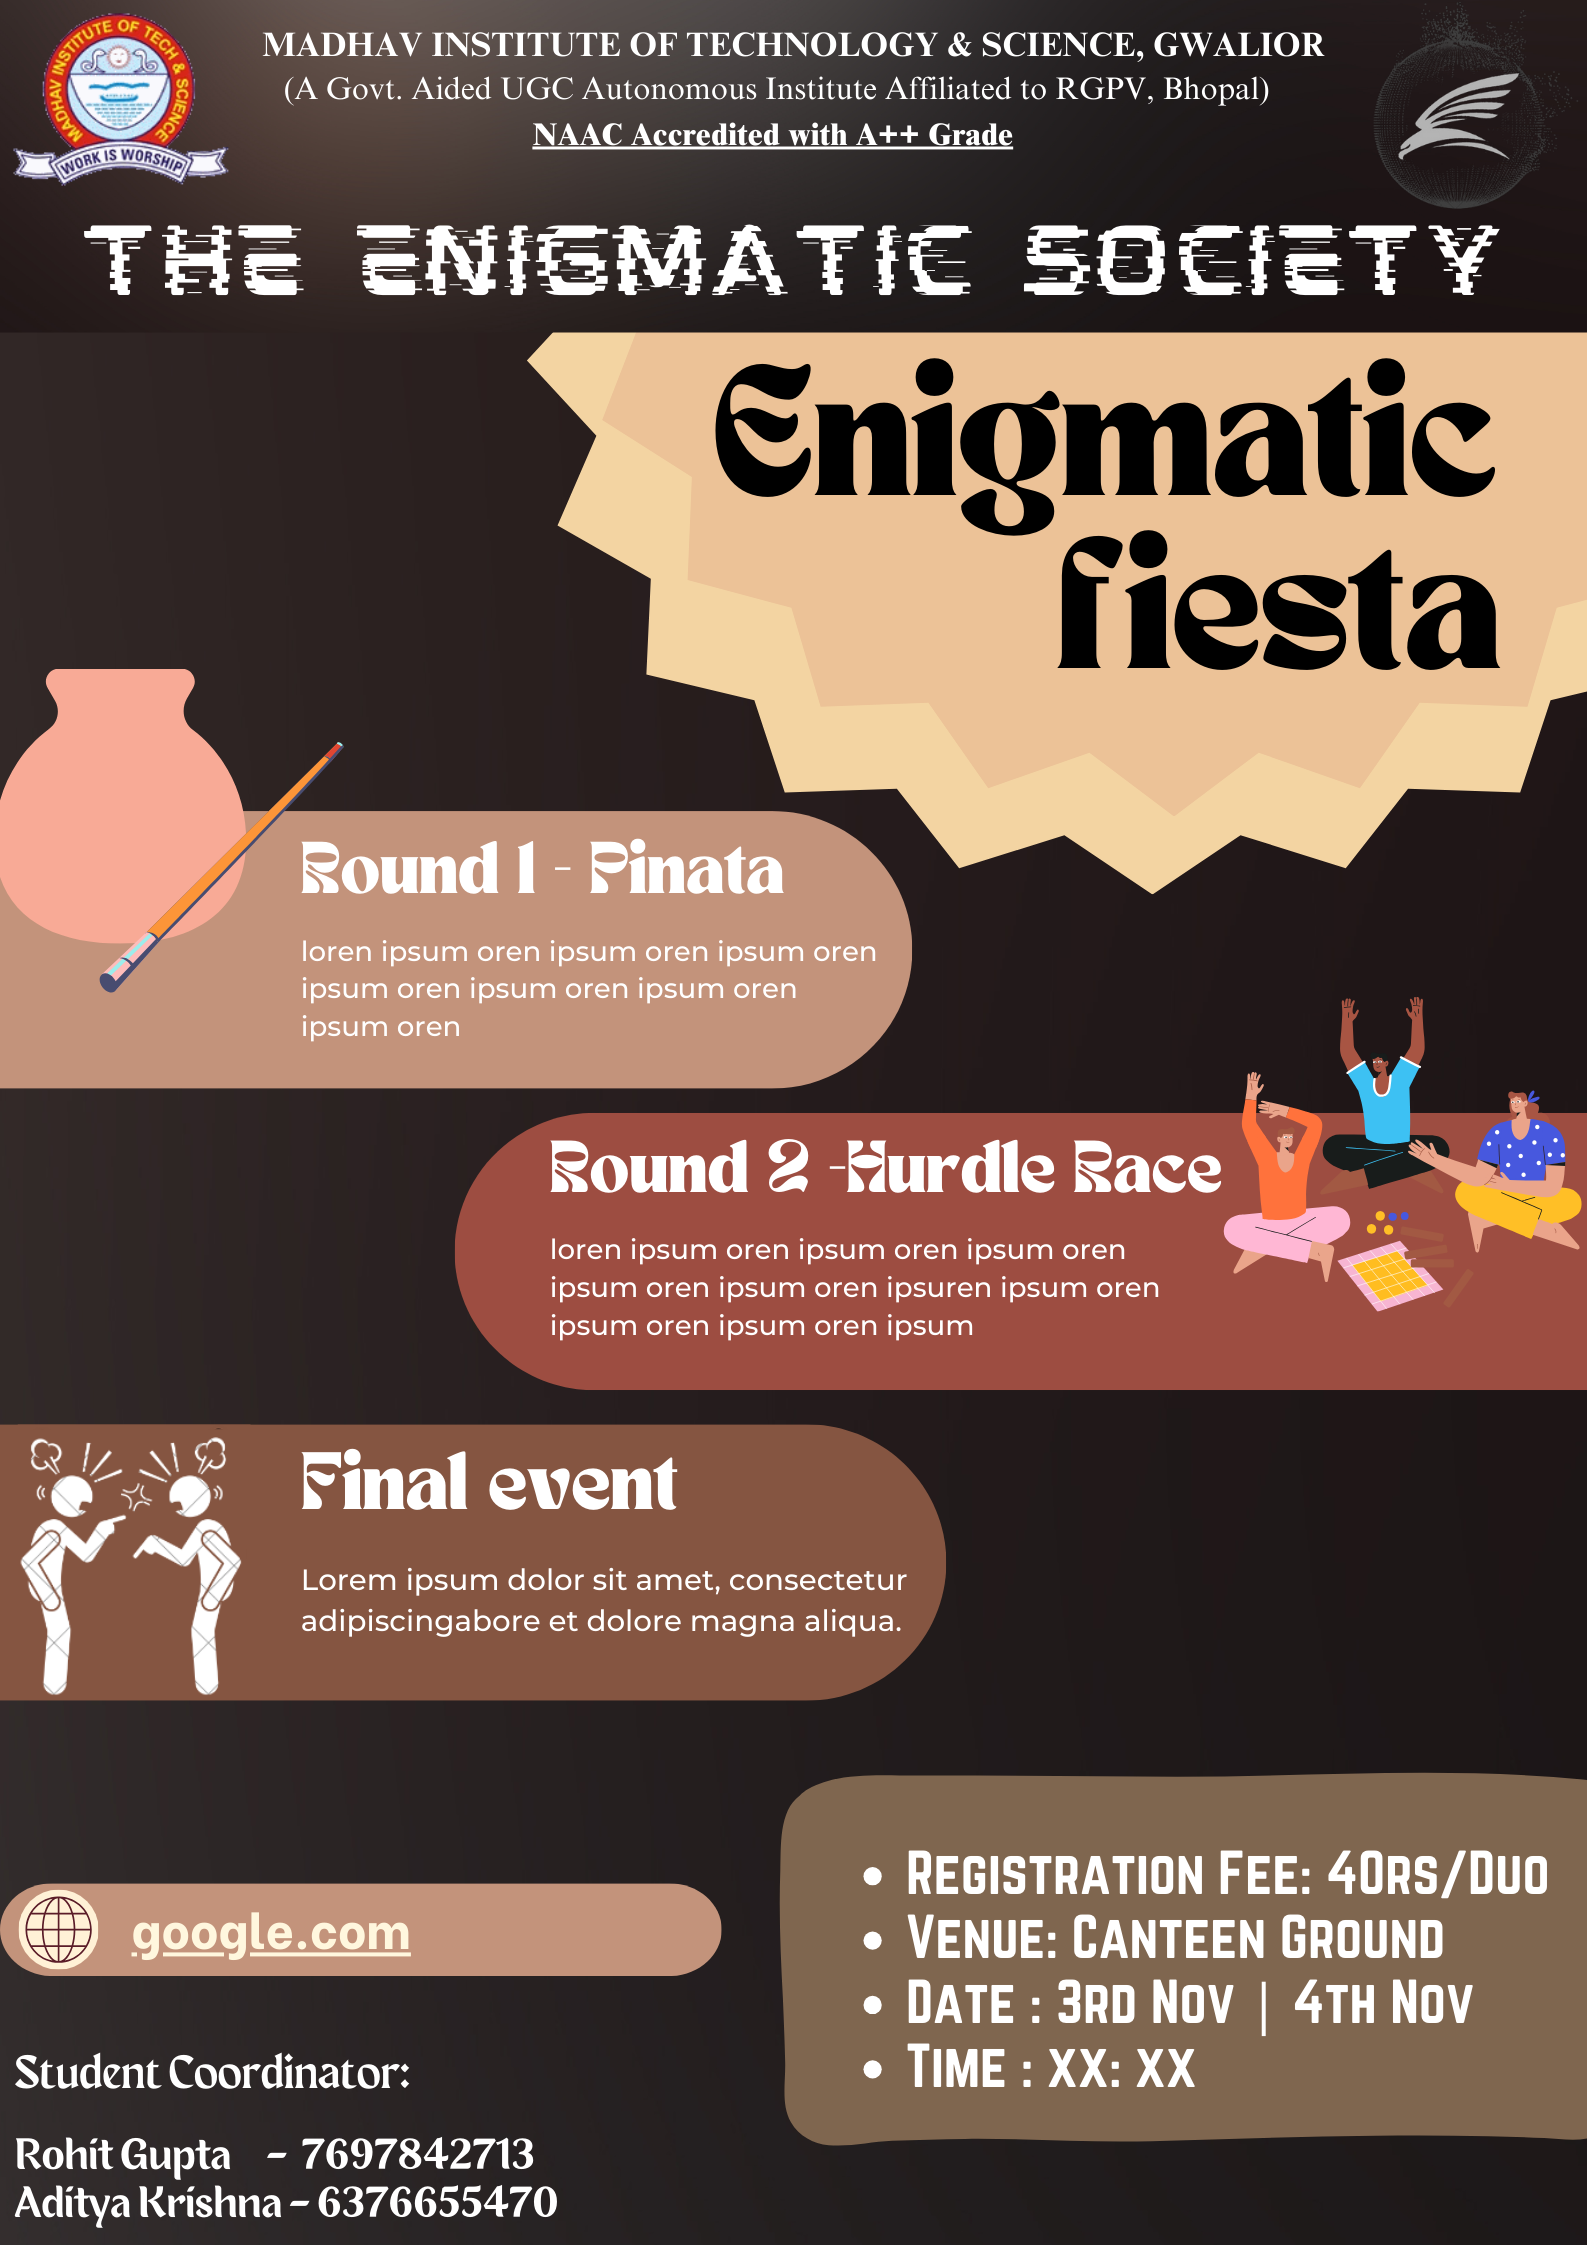 MADHAV INSTITUTE OF TECH & SCIENCE
WORK IS WORSHIP
MADHAV INSTITUTE OF TECHNOLOGY & SCIENCE, GWALIOR
(A Govt. Aided UGC Autonomous Institute Affiliated to RGPV, Bhopal)
NAAC Accredited with A++ Grade
THE ENIGMATIC SOCIETY
Enigmatic
fiesta
Round 1 - Pinata
loren ipsum oren ipsum oren ipsum oren
ipsum oren ipsum oren ipsum oren
ipsum oren
Round 2 -Hurdle Race
loren ipsum oren ipsum oren ipsum oren
ipsum oren ipsum oren ipsuren ipsum oren
ipsum oren ipsum oren ipsum
Final event
Lorem ipsum dolor sit amet, consectetur
adipiscingabore et dolore magna aliqua.
google.com
• Registration Fee: 40rs/Duo
• Venue: Canteen Ground
• Date : 3rd Nov | 4th Nov
• Time : xx: xx
Student Coordinator:
Rohit Gupta - 7697842713
Aditya Krishna - 6376655470